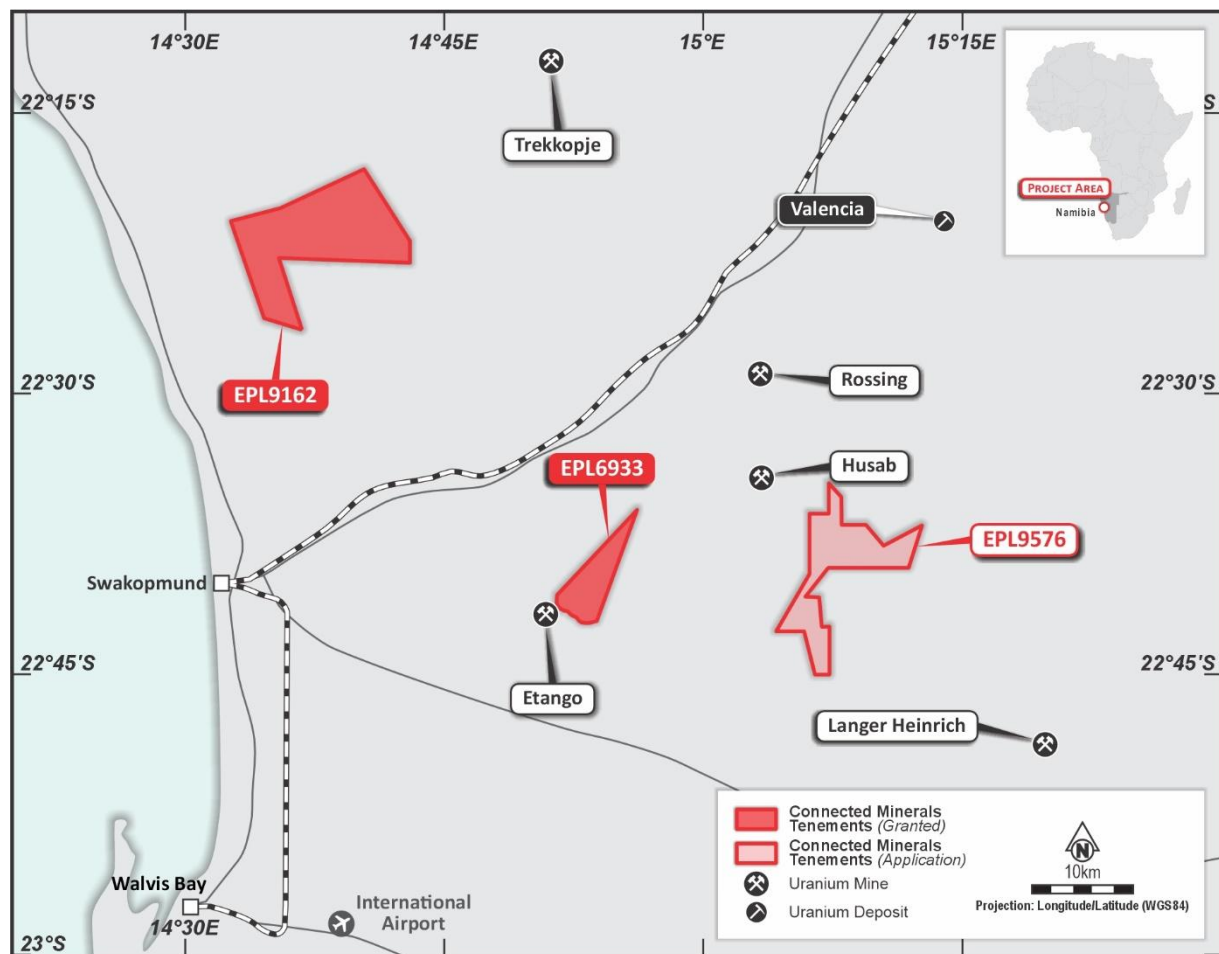 14°30E
14°45E
15°E
15°15E
22°15'S
22°15'S
Trekkopje
PROJECT AREA
Namibia
Valencia
22°30'S
22°30'S
EPL9162
Rossing
EPL6933
Husab
EPL9576
Swakopmund
22°45'S
22°45'S
Etango
Langer Heinrich
Connected Minerals
Tenements (Granted)
Connected Minerals
Tenements (Application)
Uranium Mine
Uranium Deposit
N
10km
Projection: Longitude/Latitude (WGS84)
Walvis Bay
14°30E
International
Airport
23°S